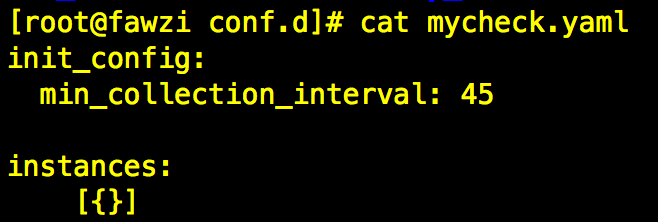 [root@fawzi conf.d]# cat mycheck.yaml
init_config:
  min_collection_interval: 45

instances:
    [{}]